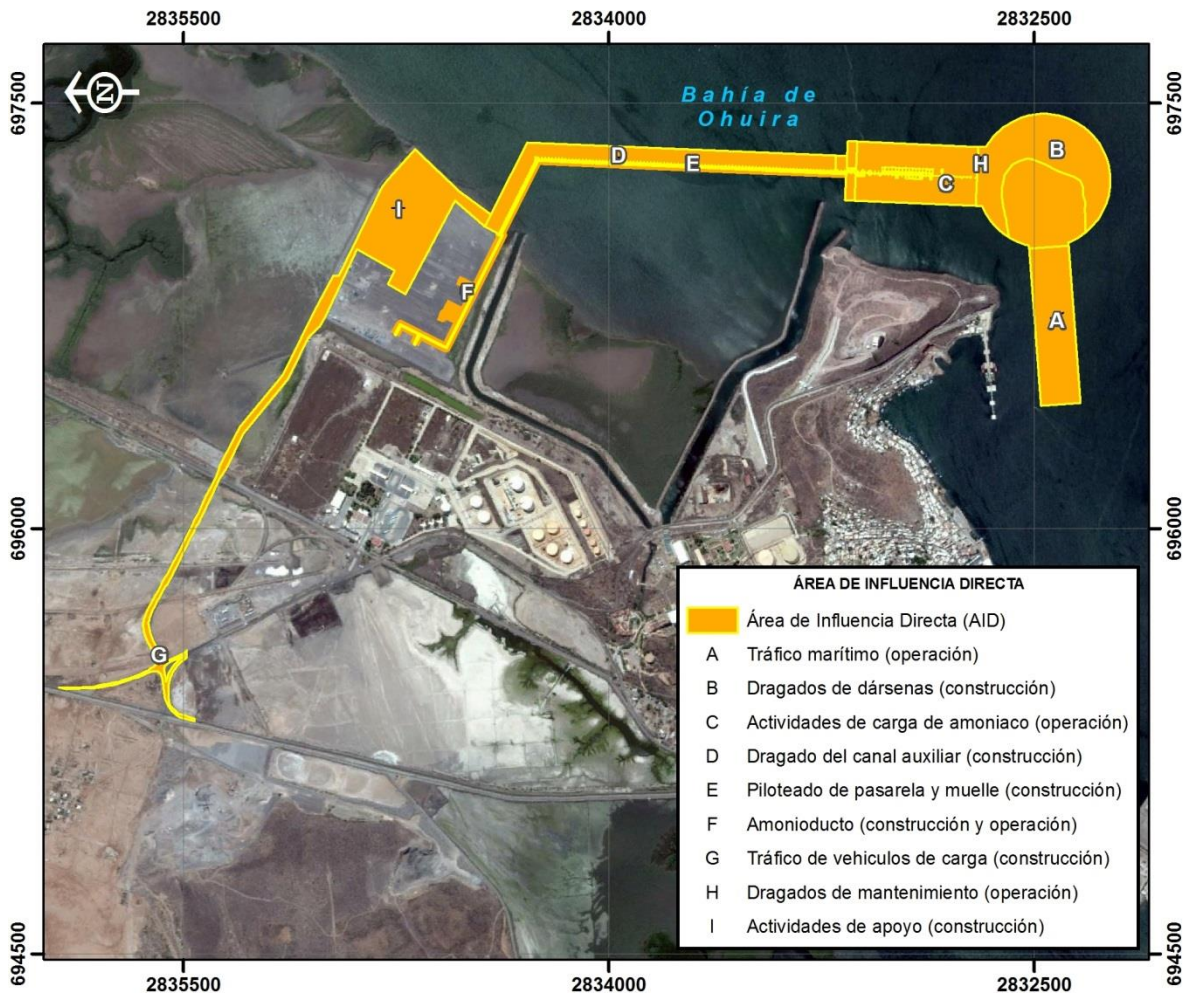 2835500 2834000 2832500
697500 697500
N
Bahía de
Ohuira
D
E
H
B
C
I
F
A
696000 696000
G
ÁREA DE INFLUENCIA DIRECTA
Área de Influencia Directa (AID)
A Tráfico marítimo (operación)
B Dragados de dársenas (construcción)
C Actividades de carga de amoniaco (operación)
D Dragado del canal auxiliar (construcción)
E Piloteado de pasarela y muelle (construcción)
F Amonioducto (construcción y operación)
G Tráfico de vehiculos de carga (construcción)
H Dragados de mantenimiento (operación)
I Actividades de apoyo (construcción)
694500 694500
2835500 2834000 2832500